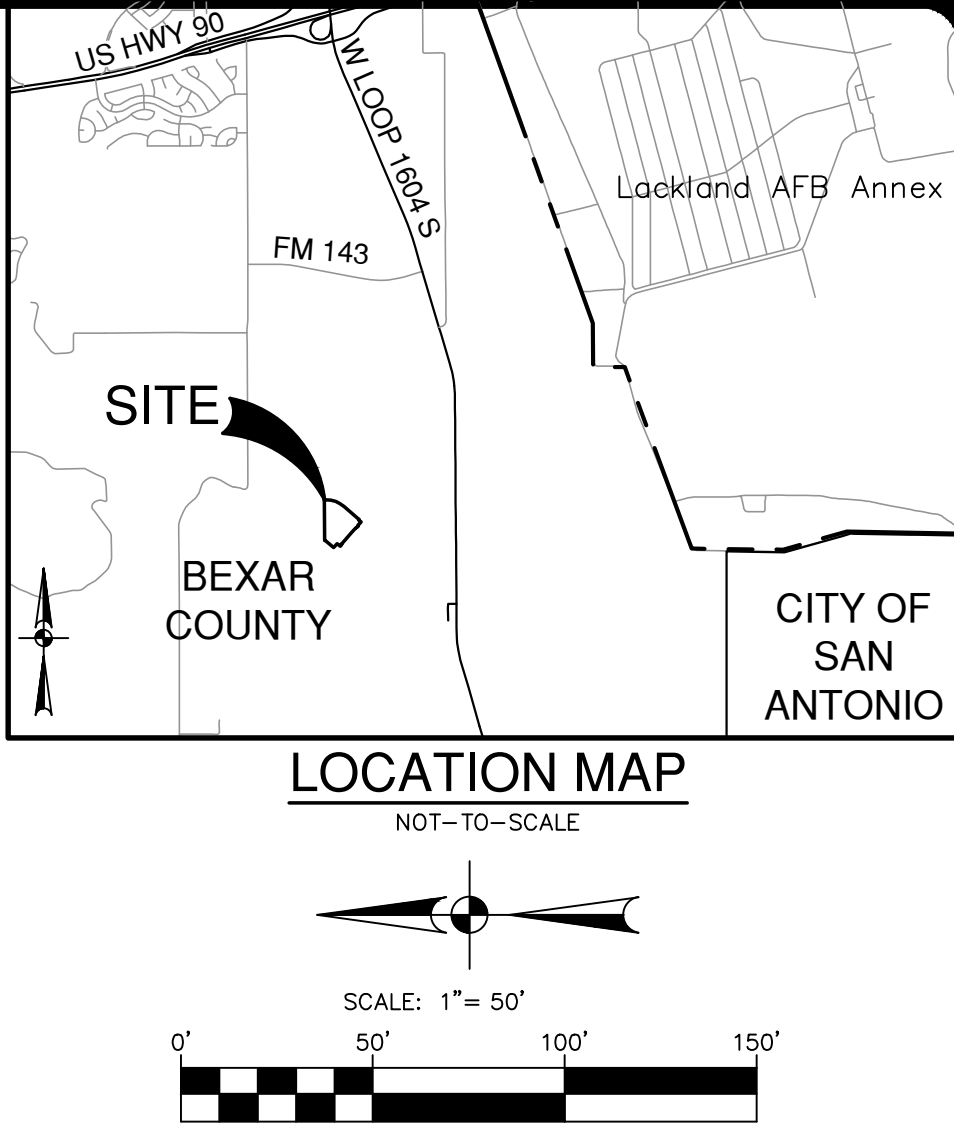 US HWY 90
W LOOP 1604 S
Lackland AFB Annex
FM 143
SITE
BEXAR
COUNTY
CITY OF
SAN
ANTONIO
LOCATION MAP
NOT-TO-SCALE
SCALE: 1"= 50'
0' 50' 100' 150'